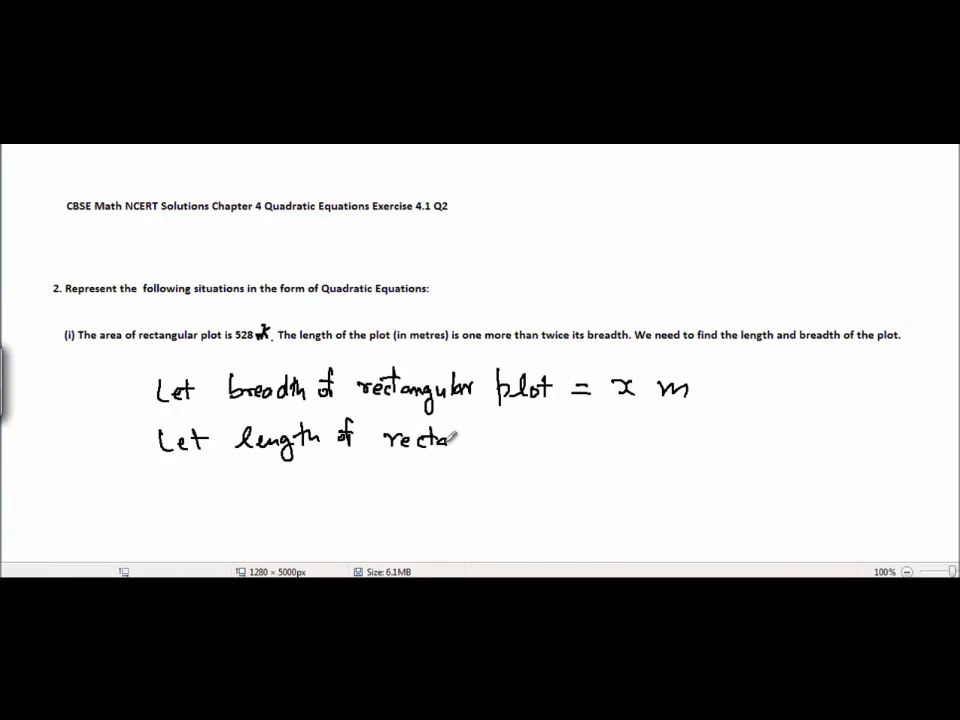 CBSE Math NCERT Solutions Chapter 4 Quadratic Equations Exercise 4.1 Q2
2. Represent the following situations in the form of Quadratic Equations:
(i) The area of rectangular plot is 528 . The length of the plot (in metres) is one more than twice its breadth. We need to find the length and breadth of the plot.
Let breadth of rectangular plot = x m
Let length of recta
1280 × 5000px Size: 6.1MB 100%